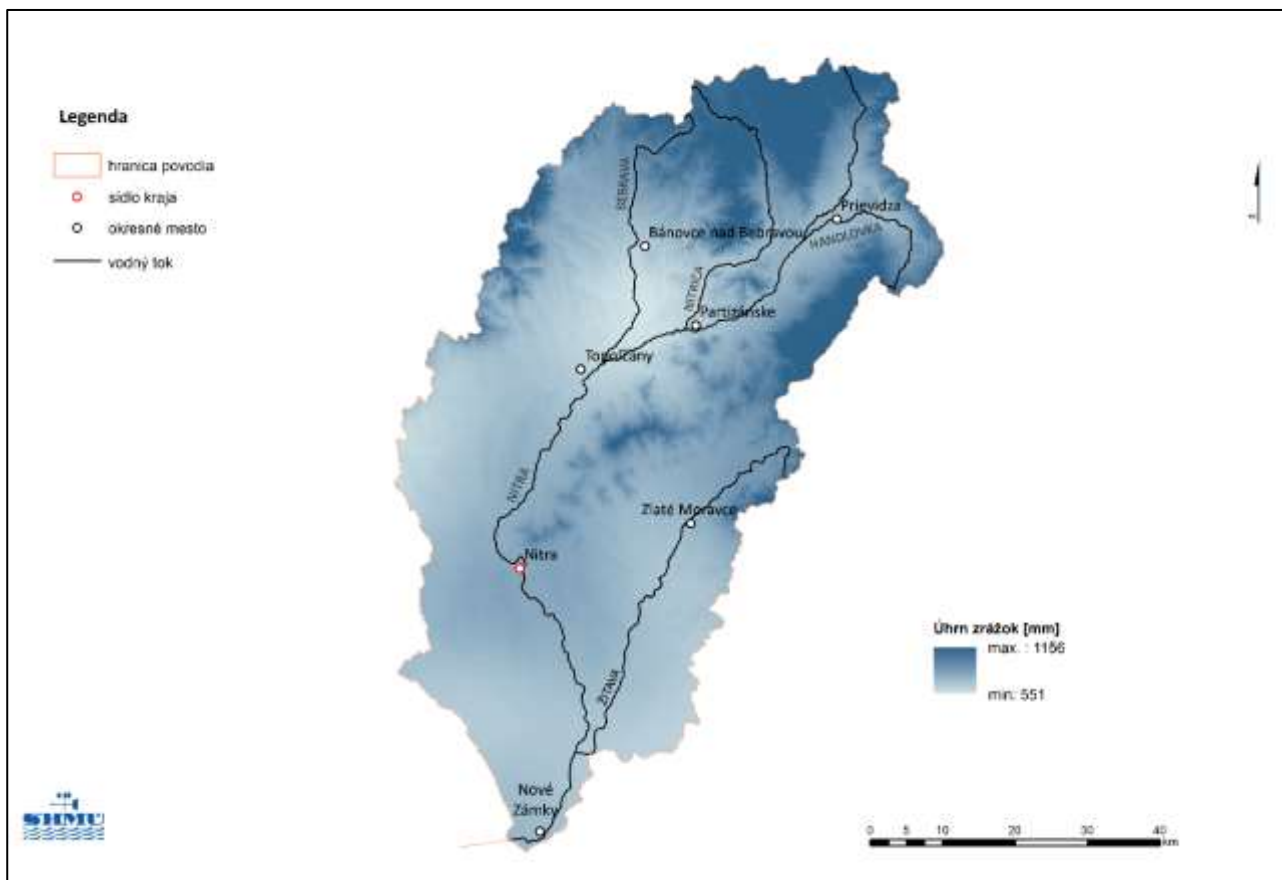 Legenda
hranica povodia
sídlo kraja
okresné mesto
vodný tok
BEBRAVA
Bánovce nad Bebravou
Prievidza
HANDLOVKA
NITRICA
Partizánske
Topoľčany
NITRA
Zlaté Moravce
Nitra
ŽITAVA
Nové
Zámky
Úhrn zrážok [mm]
max. : 1156
min: 551
SHMÚ
0 5 10 20 30 40
km